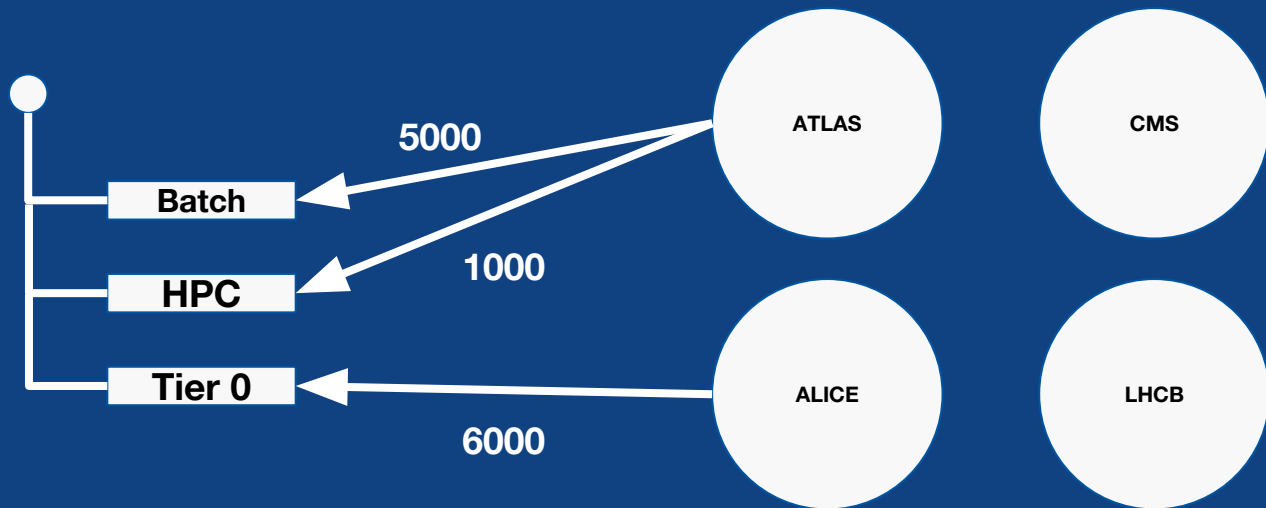 ATLAS
CMS
5000
Batch
1000
HPC
Tier 0
ALICE
LHCB
6000